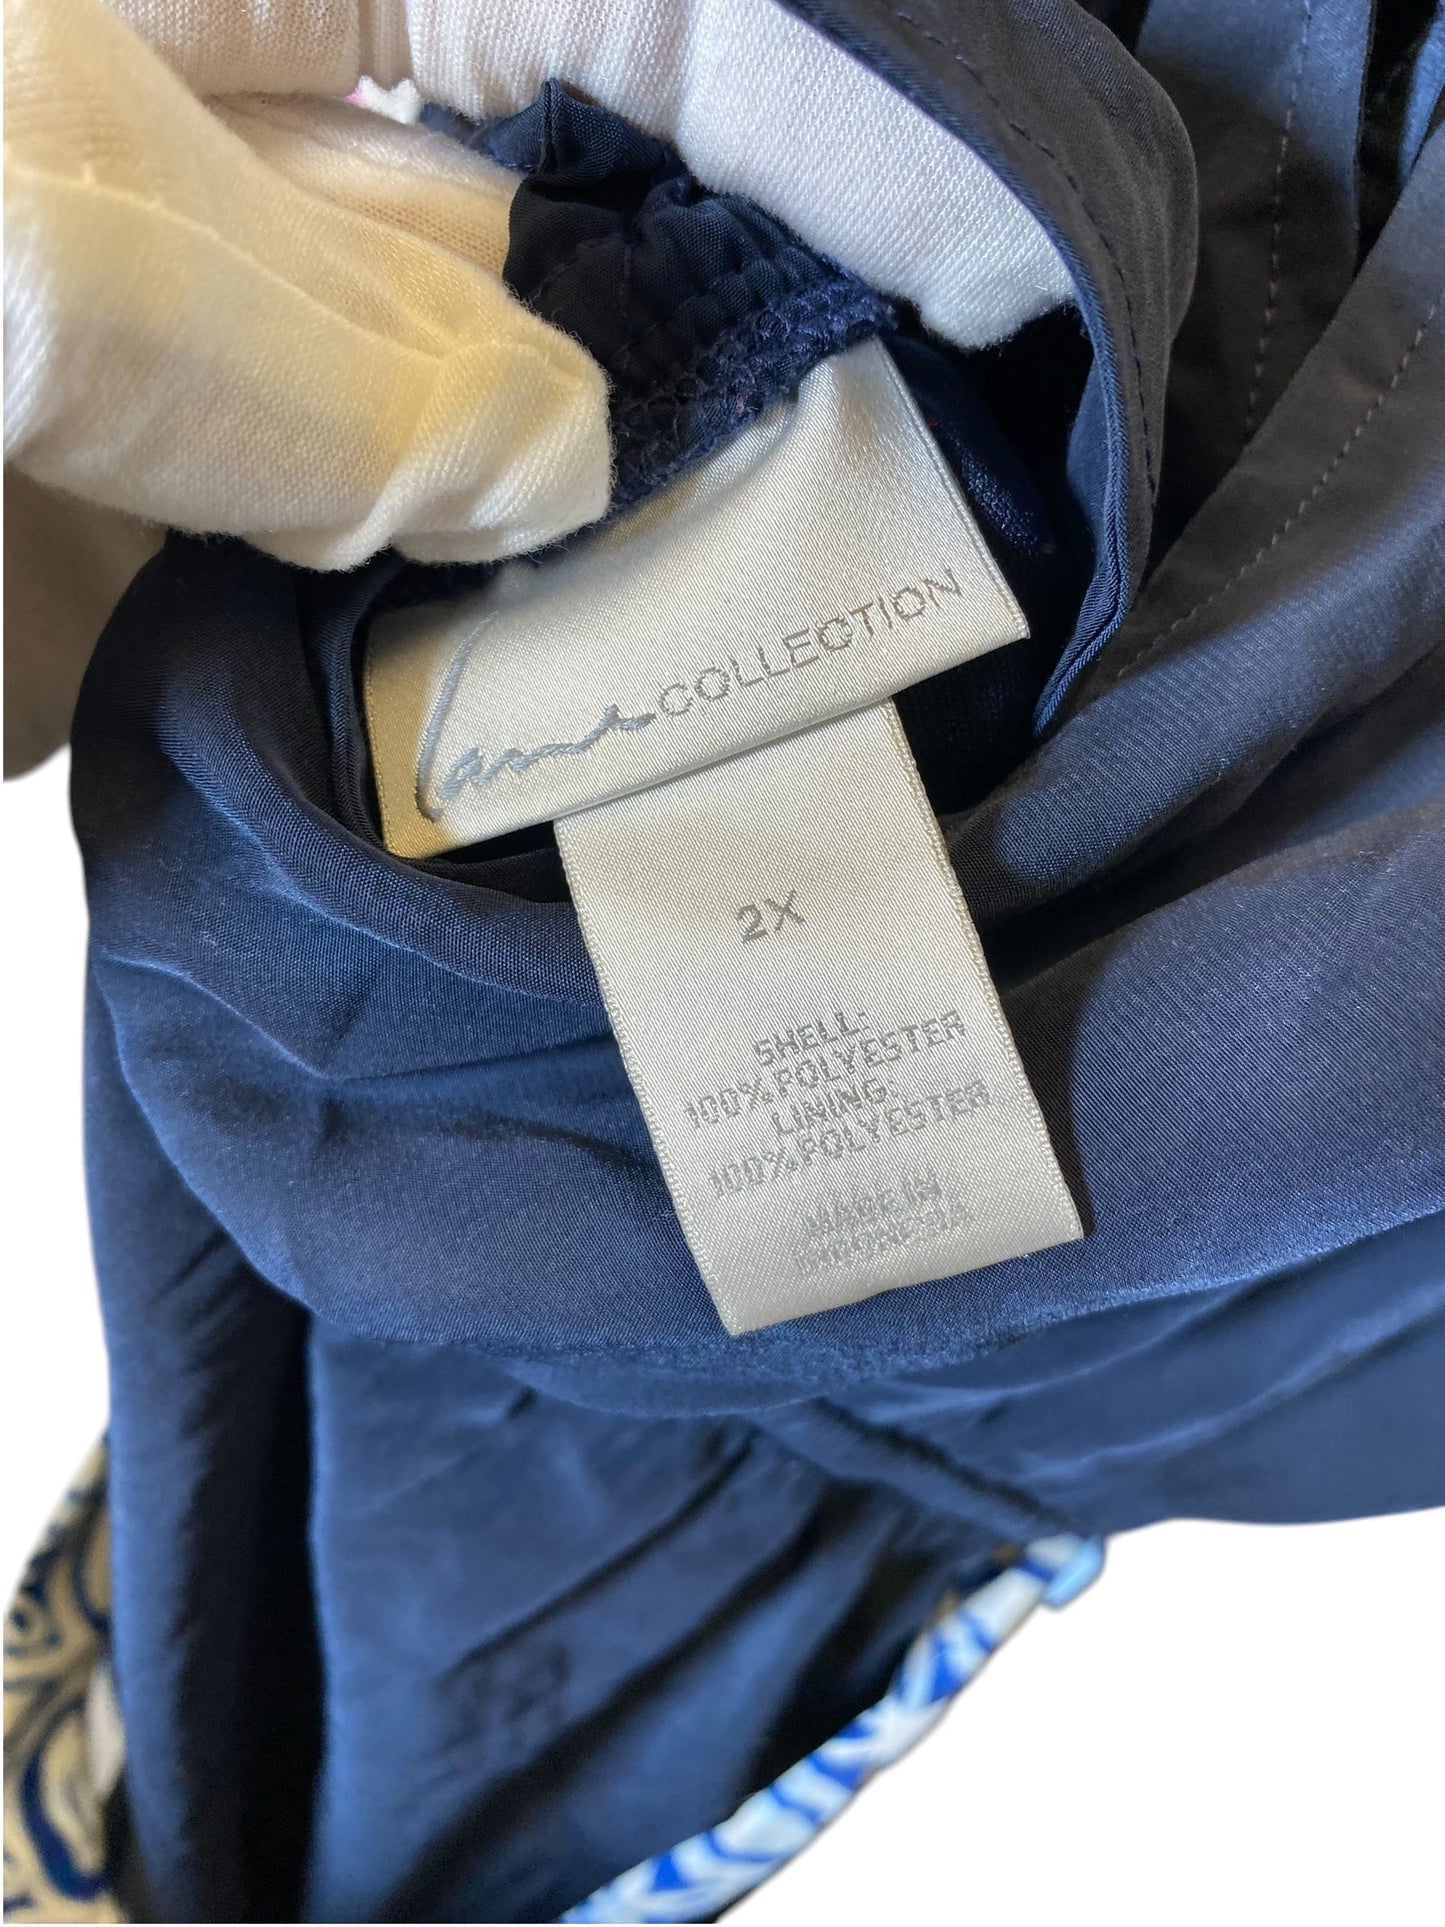 COLLECTION
2X
SHELL:
100% POLYESTER
LINING:
100% POLYESTER
MADE IN
INDONESIA